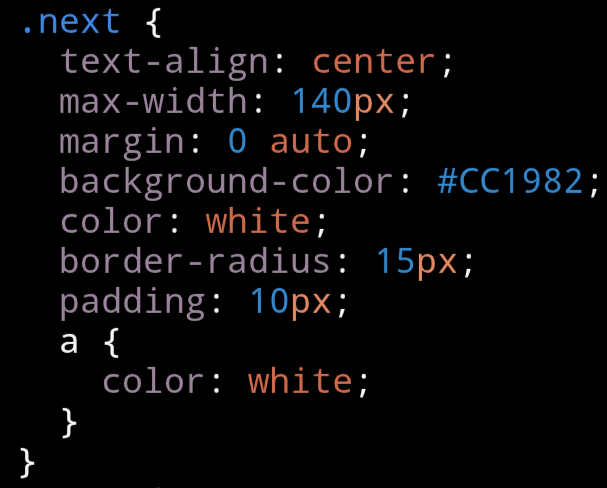 .next {
  text-align: center;
  max-width: 140px;
  margin: 0 auto;
  background-color: #CC1982;
  color: white;
  border-radius: 15px;
  padding: 10px;
  a {
    color: white;
  }
}